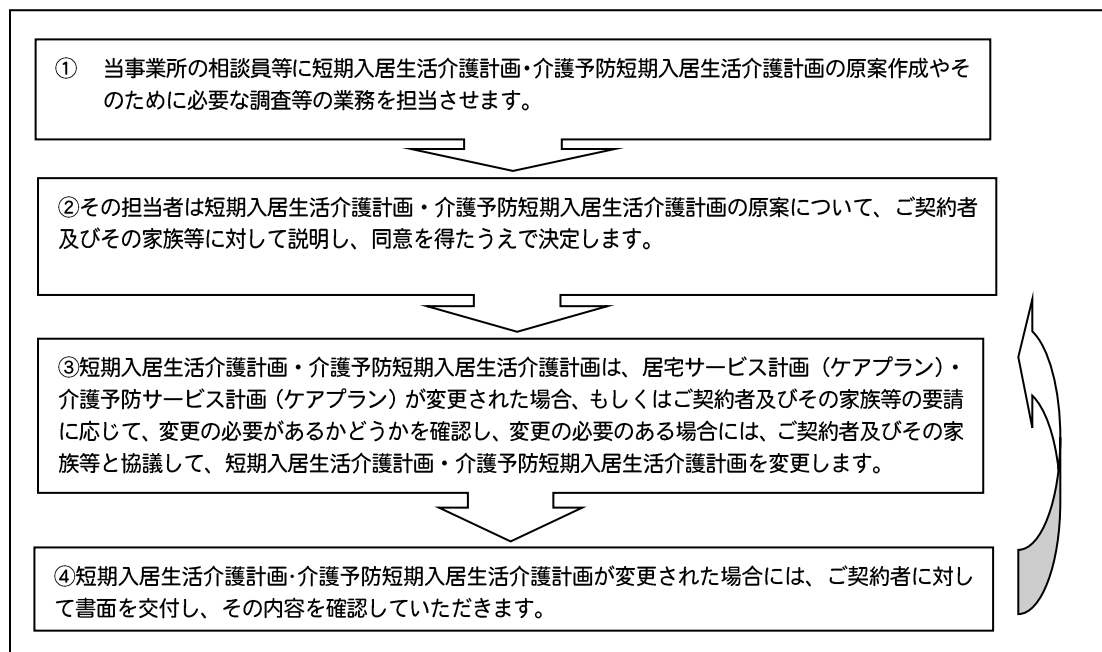 ① 当事業所の相談員等に短期入居生活介護計画･介護予防短期入居生活介護計画の原案作成やそ
のために必要な調査等の業務を担当させます。
②その担当者は短期入居生活介護計画・介護予防短期入居生活介護計画の原案について、ご契約者
及びその家族等に対して説明し、同意を得たうえで決定します。
③短期入居生活介護計画・介護予防短期入居生活介護計画は、居宅サービス計画（ケアプラン）・
介護予防サービス計画（ケアプラン）が変更された場合、もしくはご契約者及びその家族等の要請
に応じて、変更の必要があるかどうかを確認し、変更の必要のある場合には、ご契約者及びその家
族等と協議して、短期入居生活介護計画・介護予防短期入居生活介護計画を変更します。
④短期入居生活介護計画･介護予防短期入居生活介護計画が変更された場合には、ご契約者に対し
て書面を交付し、その内容を確認していただきます。